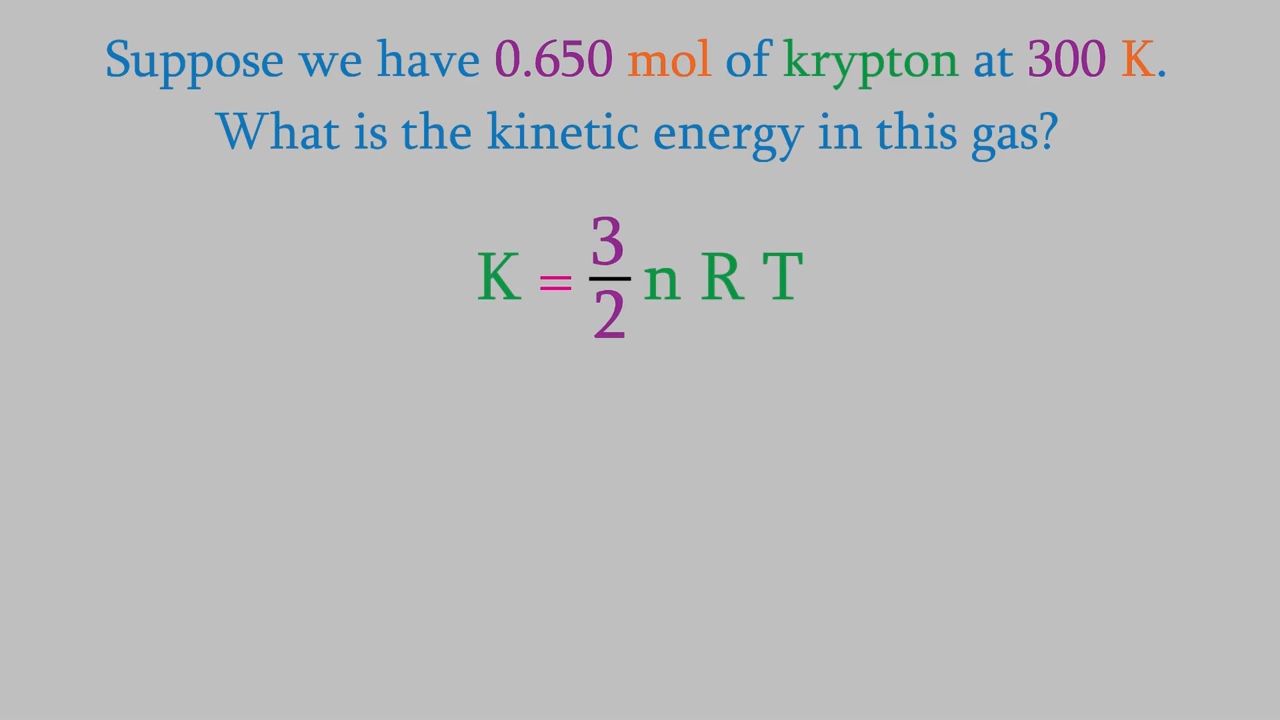 Suppose we have 0.650 mol of krypton at 300 K.
What is the kinetic energy in this gas?
K = 3/2 n R T